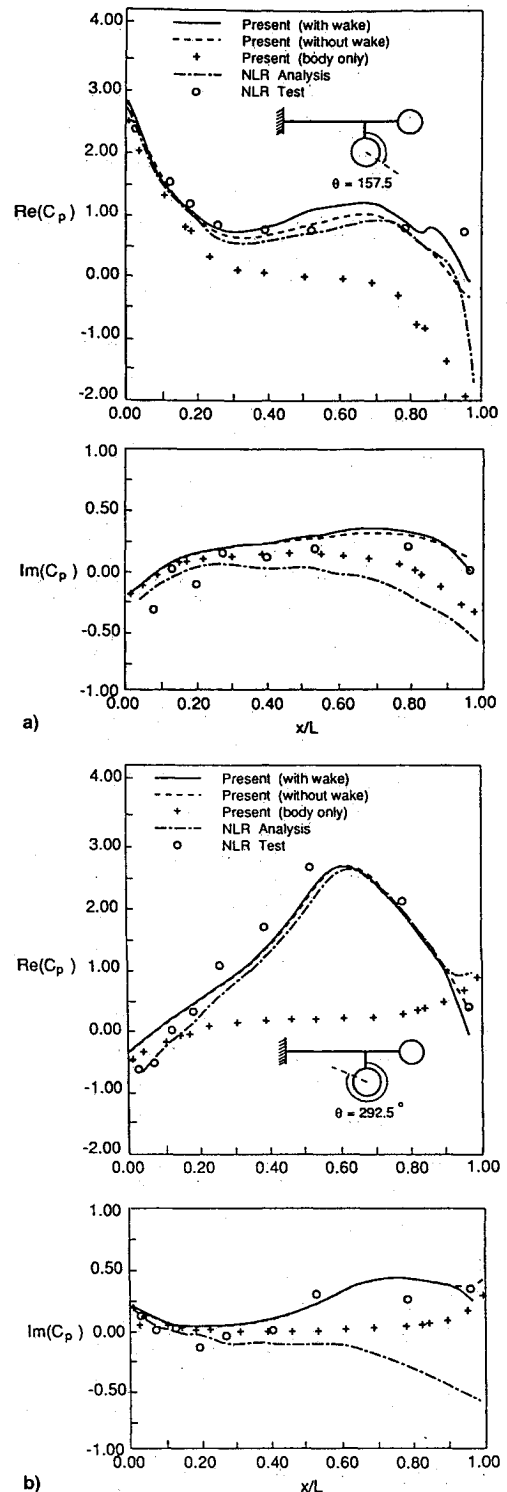 4.00
Present (with wake)
Present (without wake)
Present (body only)
NLR Analysis
NLR Test
3.00
2.00
θ = 157.5
Re(Cp)
1.00
0.00
-1.00
-2.00
0.00 0.20 0.40 0.60 0.80 1.00
1.00
0.50
Im(Cp)
0.00
-0.50
-1.00
0.00 0.20 0.40 0.60 0.80 1.00
x/L
a)
4.00
Present (with wake)
Present (without wake)
Present (body only)
NLR Analysis
NLR Test
3.00
2.00
Re(Cp)
1.00
0.00
θ = 292.5°
-1.00
-2.00
0.00 0.20 0.40 0.60 0.80 1.00
1.00
0.50
Im(Cp)
0.00
-0.50
-1.00
0.00 0.20 0.40 0.60 0.80 1.00
x/L
b)